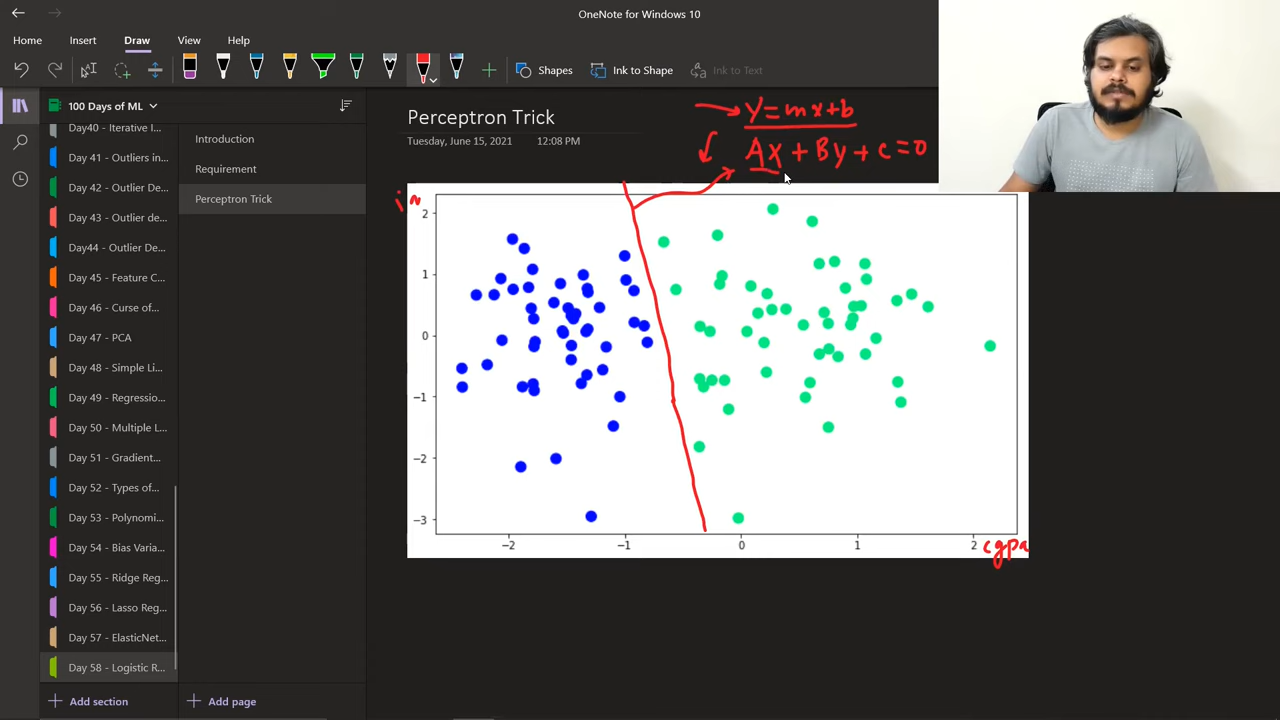 OneNote for Windows 10
Home
Insert
Draw
View
Help
Shapes
Ink to Shape
Ink to Text
100 Days of ML
Day40 - Iterative I...
Day 41 - Outliers in...
Day 42 - Outlier De...
Day 43 - Outlier de...
Day44 - Outlier De...
Day 45 - Feature C...
Day 46 - Curse of...
Day 47 - PCA
Day 48 - Simple Li...
Day 49 - Regressio...
Day 50 - Multiple L...
Day 51 - Gradient...
Day 52 - Types of...
Day 53 - Polynomi...
Day 54 - Bias Varia...
Day 55 - Ridge Reg...
Day 56 - Lasso Reg...
Day 57 - ElasticNet...
Day 58 - Logistic R...
Add section
Introduction
Requirement
Perceptron Trick
Add page
Perceptron Trick
Tuesday, June 15, 2021 12:08 PM
y=mx+b
Ax + By + c =0
in
2
1
0
−1
−2
−3
−2 −1 0 1 2
cgpa